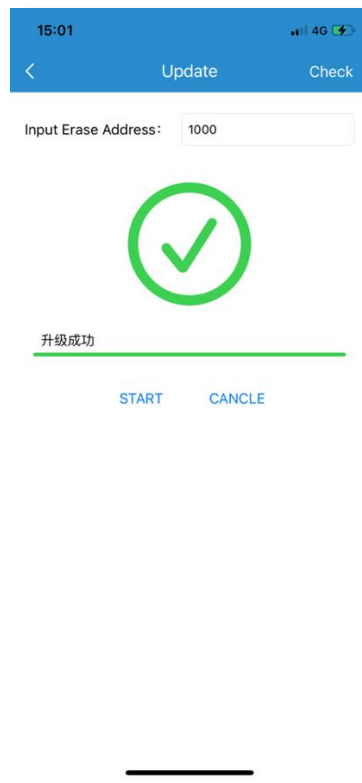 15:01 4G
Update Check
Input Erase Address： 1000
升级成功
START CANCLE